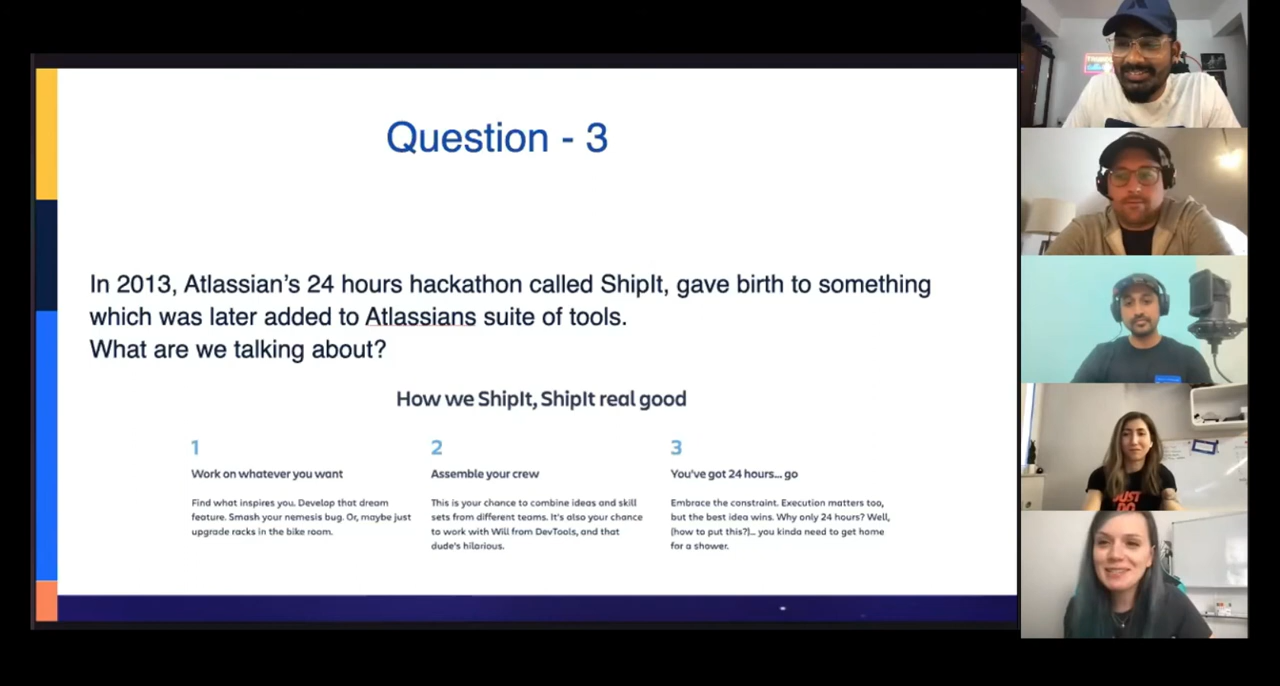 Question - 3
In 2013, Atlassian’s 24 hours hackathon called ShipIt, gave birth to something
which was later added to Atlassians suite of tools.
What are we talking about?
How we ShipIt, ShipIt real good
1
Work on whatever you want
Find what inspires you. Develop that dream
feature. Smash your nemesis bug. Or, maybe just
upgrade racks in the bike room.
2
Assemble your crew
This is your chance to combine ideas and skill
sets from different teams. It's also your chance
to work with Will from DevTools, and that
dude's hilarious.
3
You've got 24 hours... go
Embrace the constraint. Execution matters too,
but the best idea wins. Why only 24 hours? Well,
(how to put this?)... you kinda need to get home
for a shower.
JUST
DO